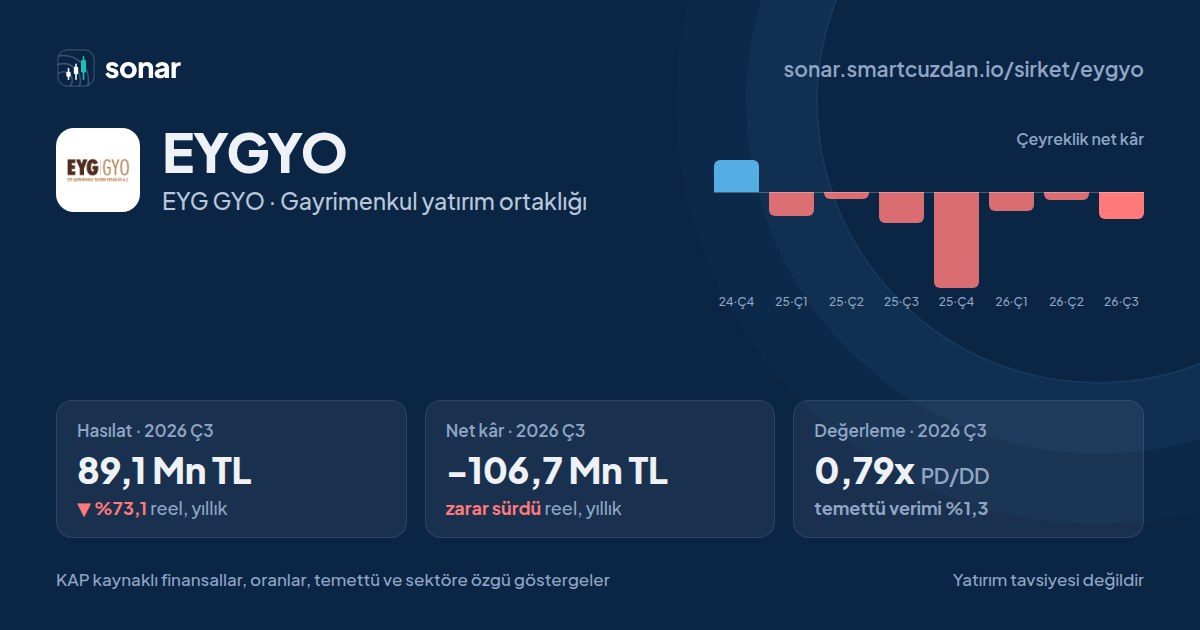 sonar
sonar.smartcuzdan.io/sirket/eygyo
EYG GYO
EYGYO
EYG GYO · Gayrimenkul yatırım ortaklığı
Çeyreklik net kâr
24·Ç4 25·Ç1 25·Ç2 25·Ç3 25·Ç4 26·Ç1 26·Ç2 26·Ç3
Hasılat · 2026 Ç3
89,1 Mn TL
▼ %73,1 reel, yıllık
Net kâr · 2026 Ç3
−106,7 Mn TL
zarar sürdü reel, yıllık
Değerleme · 2026 Ç3
0,79x PD/DD
temettü verimi %1,3
KAP kaynaklı finansallar, oranlar, temettü ve sektöre özgü göstergeler
Yatırım tavsiyesi değildir